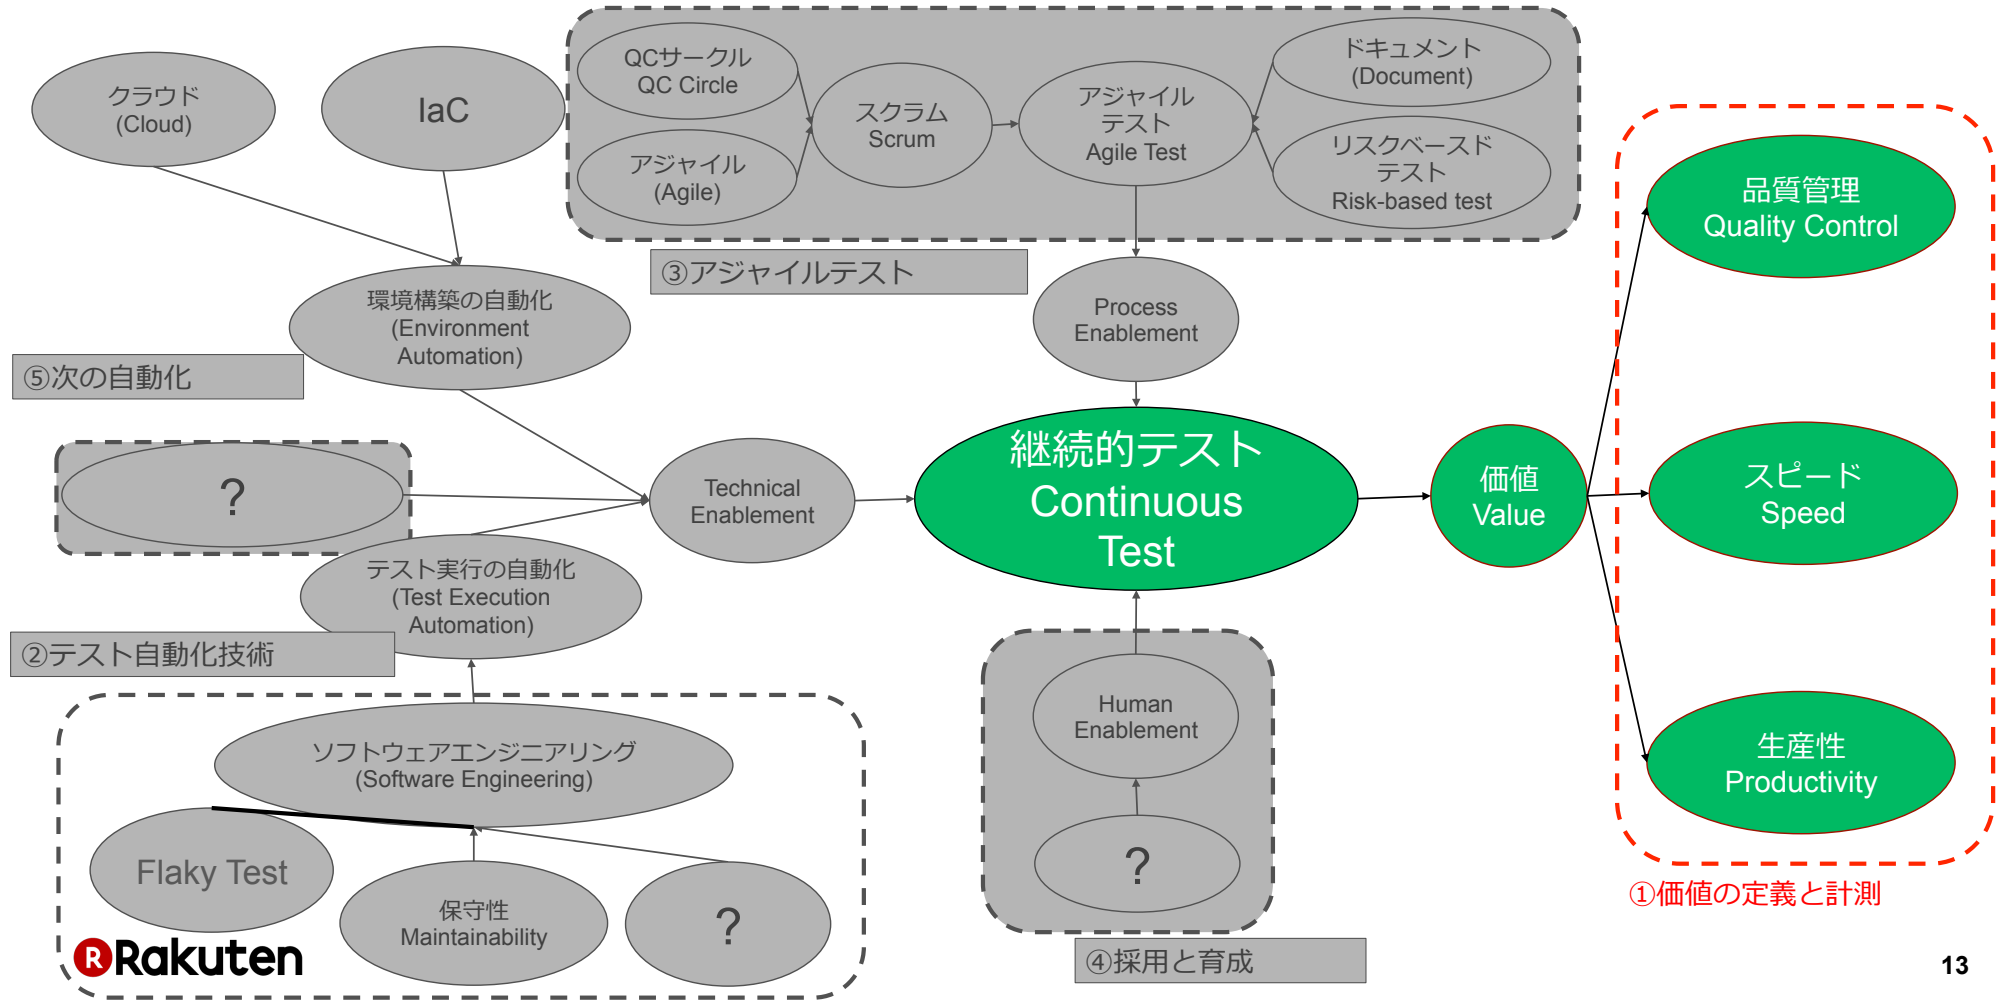 QCサークル
QC Circle
ドキュメント
(Document)
クラウド
(Cloud)
IaC
スクラム
Scrum
アジャイル
テスト
Agile Test
アジャイル
(Agile)
リスクベースド
テスト
Risk-based test
③アジャイルテスト
品質管理
Quality Control
環境構築の自動化
(Environment
Automation)
Process
Enablement
⑤次の自動化
?
Technical
Enablement
継続的テスト
Continuous
Test
価値
Value
スピード
Speed
テスト実行の自動化
(Test Execution
Automation)
②テスト自動化技術
ソフトウェアエンジニアリング
(Software Engineering)
Human
Enablement
生産性
Productivity
Flaky Test
保守性
Maintainability
?
?
①価値の定義と計測
④採用と育成
R Rakuten
13